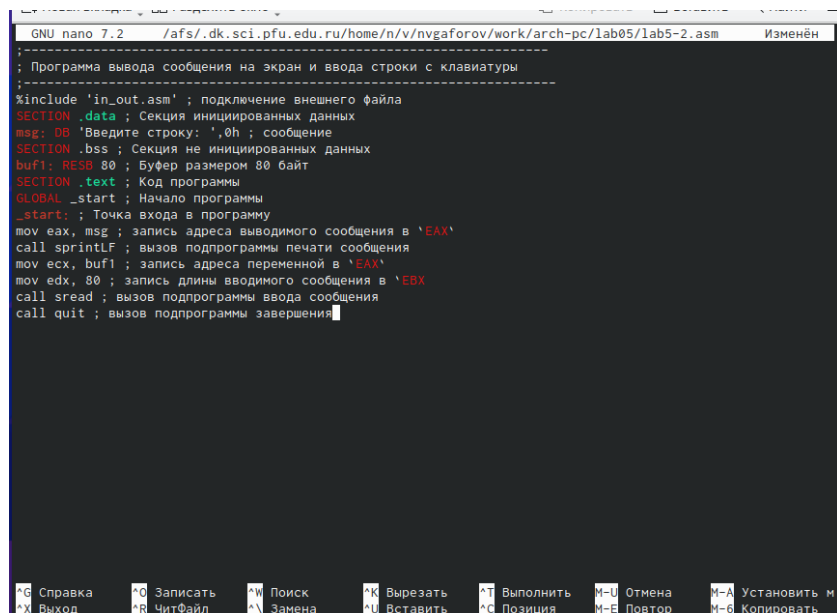 GNU nano 7.2 /afs/.dk.sci.pfu.edu.ru/home/n/v/nvgaforov/work/arch-pc/lab05/lab5-2.asm Изменён
;---------------------------------------------------------------
; Программа вывода сообщения на экран и ввода строки с клавиатуры
;----------------------------------------------------------------
%include 'in_out.asm' ; подключение внешнего файла
SECTION .data ; Секция инициированных данных
msg: DB 'Введите строку: ',0h ; сообщение
SECTION .bss ; Секция не инициированных данных
buf1: RESB 80 ; Буфер размером 80 байт
SECTION .text ; Код программы
GLOBAL _start ; Начало программы
_start: ; Точка входа в программу
mov eax, msg ; запись адреса выводимого сообщения в `EAX`
call sprintLF ; вызов подпрограммы печати сообщения
mov ecx, buf1 ; запись адреса переменной в `EAX`
mov edx, 80 ; запись длины вводимого сообщения в `EBX
call sread ; вызов подпрограммы ввода сообщения
call quit ; вызов подпрограммы завершения
^G Справка ^O Записать ^W Поиск ^K Вырезать ^T Выполнить M-U Отмена M-A Установить м
^X Выход ^R ЧитФайл ^\ Замена ^U Вставить ^C Позиция M-E Повтор M-6 Копировать